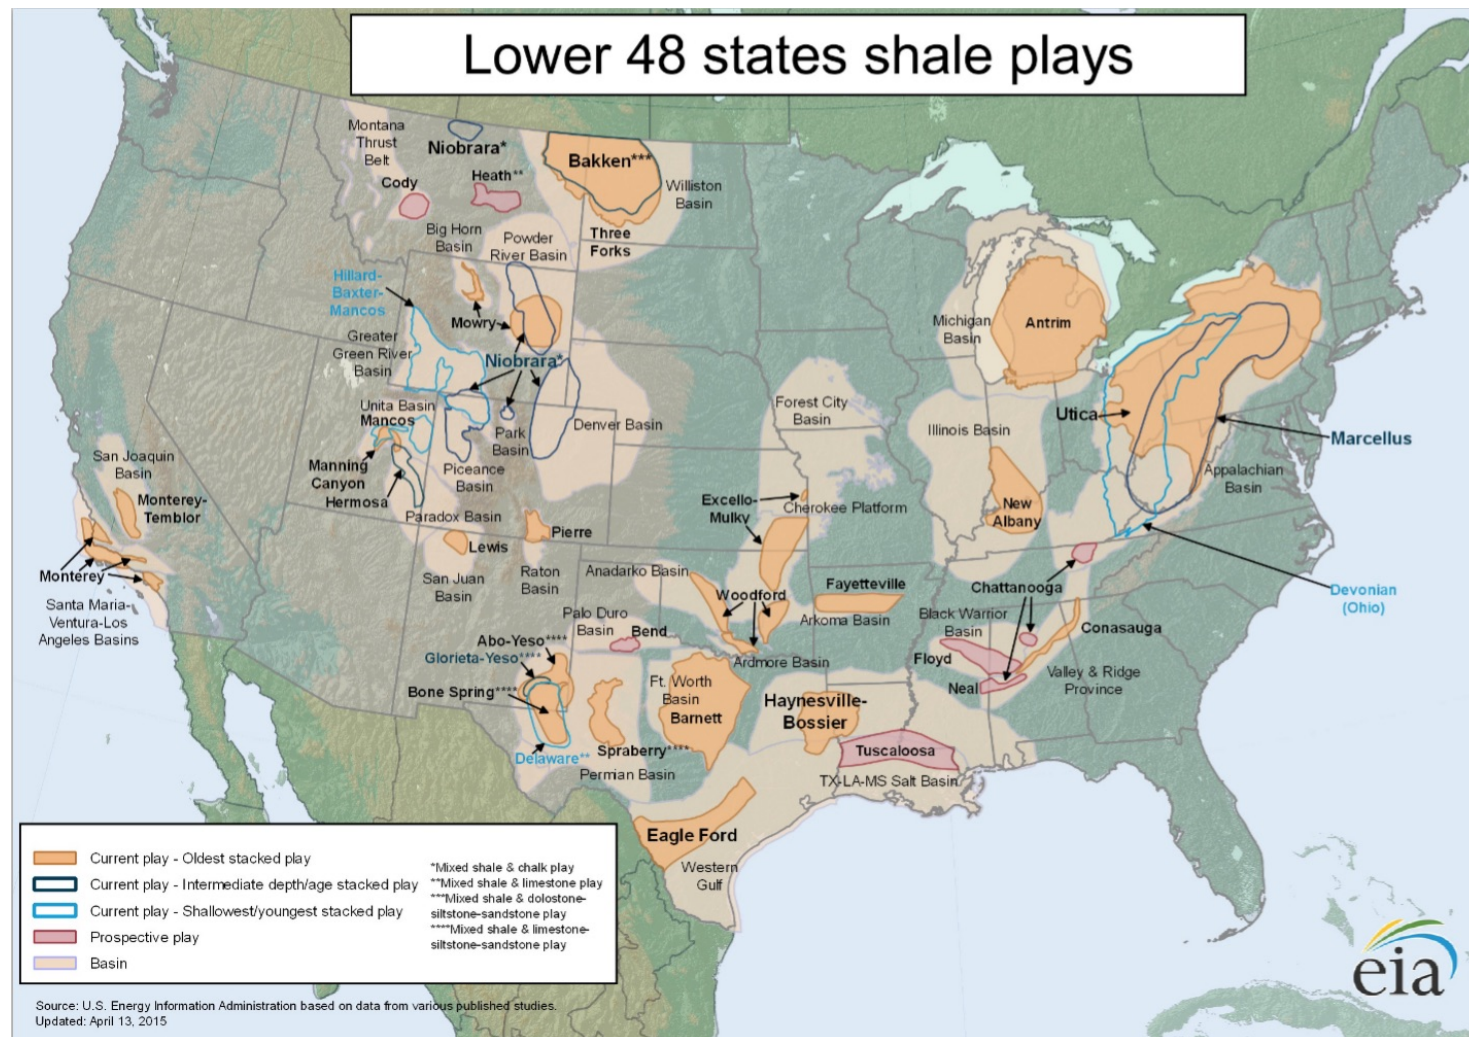 Lower 48 states shale plays
Montana
Thrust
Belt
Niobrara*
Bakken***
Cody
Heath**
Williston
Basin
Big Horn
Basin
Powder
River Basin
Three
Forks
Hillard-
Baxter-
Mancos
Mowry
Greater
Green River
Basin
Niobrara*
Michigan
Basin
Antrim
Unita Basin
Mancos
Park
Basin
Denver Basin
Forest City
Basin
Illinois Basin
Utica
Marcellus
Appalachian
Basin
San Joaquin
Basin
Monterey-
Temblor
Manning
Canyon
Hermosa
Piceance
Basin
Paradox Basin
Excello-
Mulky
Cherokee Platform
New
Albany
Pierre
Lewis
San Juan
Basin
Raton
Basin
Anadarko Basin
Monterey
Santa Maria-
Ventura-Los
Angeles Basins
Woodford
Fayetteville
Arkoma Basin
Chattanooga
Devonian
(Ohio)
Palo Duro
Basin
Bend
Black Warrior
Basin
Conasauga
Abo-Yeso****
Glorieta-Yeso****
Ardmore Basin
Floyd
Valley & Ridge
Province
Bone Spring****
Ft. Worth
Basin
Barnett
Haynesville-
Bossier
Neal
Delaware**
Spraberry****
Permian Basin
Tuscaloosa
TX-LA-MS Salt Basin
Eagle Ford
Western
Gulf
Current play - Oldest stacked play
Current play - Intermediate depth/age stacked play
Current play - Shallowest/youngest stacked play
Prospective play
Basin
*Mixed shale & chalk play
**Mixed shale & limestone play
***Mixed shale & dolostone-
siltstone-sandstone play
****Mixed shale & limestone-
siltstone-sandstone play
eia
Source: U.S. Energy Information Administration based on data from various published studies.
Updated: April 13, 2015